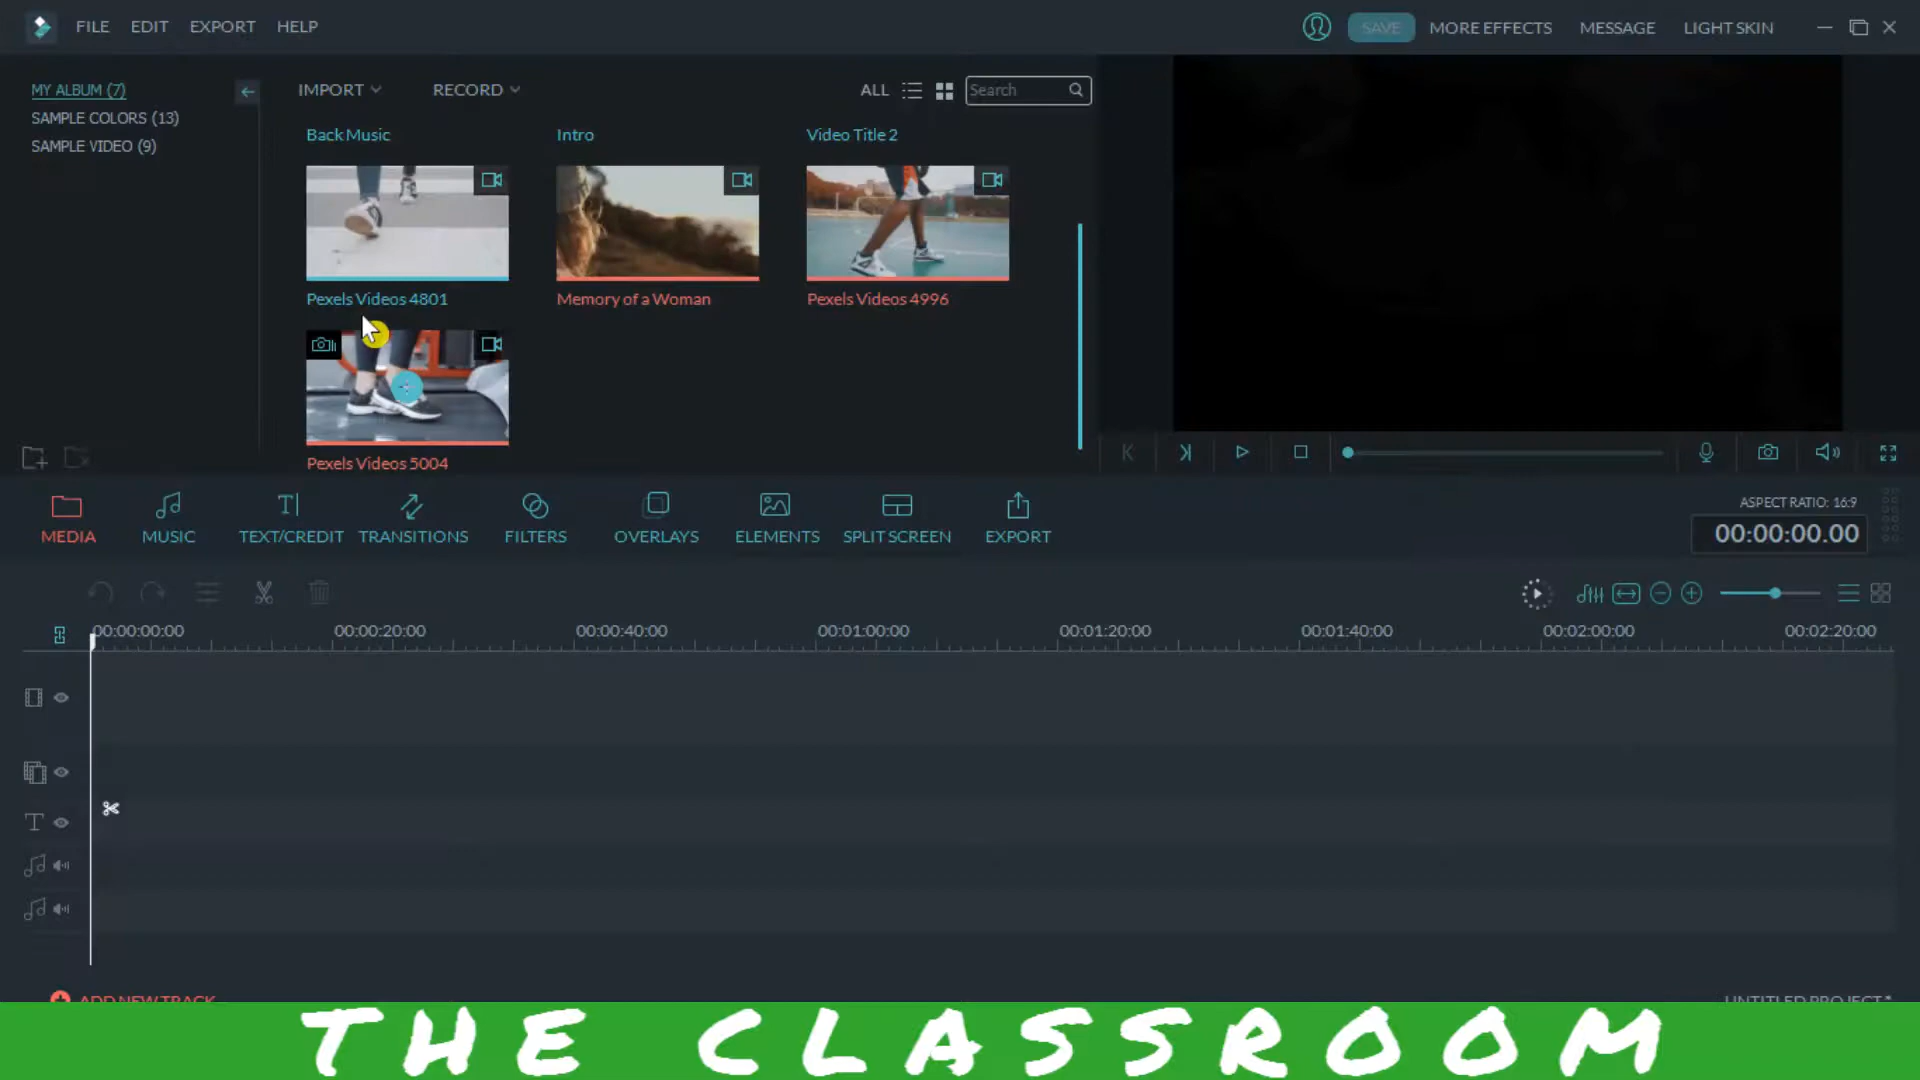 FILE EDIT EXPORT HELP SAVE MORE EFFECTS MESSAGE LIGHT SKIN
MY ALBUM (7) IMPORT RECORD ALL Search
SAMPLE COLORS (13)
SAMPLE VIDEO (9)
Back Music Intro Video Title 2
Pexels Videos 4801 Memory of a Woman Pexels Videos 4996
Pexels Videos 5004
ASPECT RATIO: 16:9
MEDIA MUSIC TEXT/CREDIT TRANSITIONS FILTERS OVERLAYS ELEMENTS SPLIT SCREEN EXPORT
00:00:00.00
00:00:00:00 00:00:20:00 00:00:40:00 00:01:00:00 00:01:20:00 00:01:40:00 00:02:00:00 00:02:20:00
ADD NEW TRACK UNTITLED PROJECT *
THE CLASSROOM